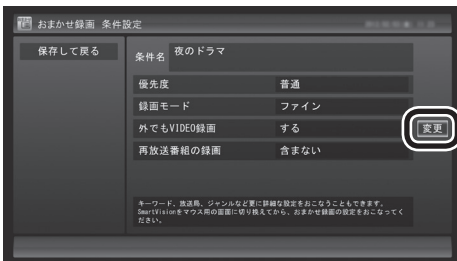 おまかせ録画 条件設定
保存して戻る
条件名 夜のドラマ
優先度 普通
録画モード ファイン
外でもVIDEO録画 する
変更
再放送番組の録画 含まない
キーワード、放送局、ジャンルなど更に詳細な設定をおこなうこともできます。
SmartVisionをマウス用の画面に切り換えてから、おまかせ録画の設定をおこなってく
ださい。